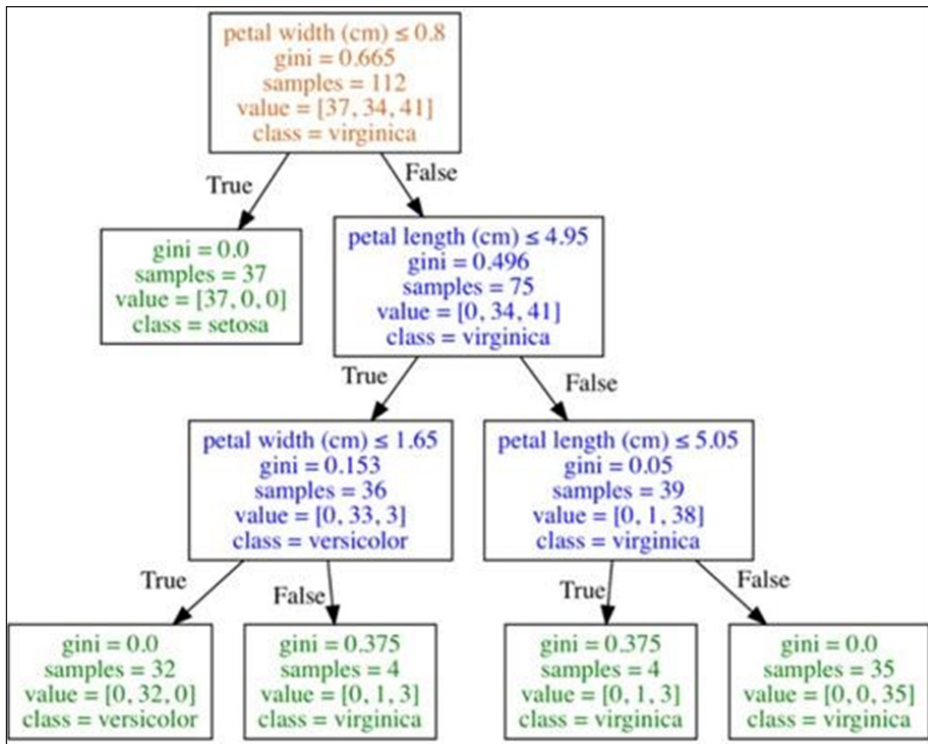 petal width (cm) ≤ 0.8
gini = 0.665
samples = 112
value = [37, 34, 41]
class = virginica
True
False
gini = 0.0
samples = 37
value = [37, 0, 0]
class = setosa
petal length (cm) ≤ 4.95
gini = 0.496
samples = 75
value = [0, 34, 41]
class = virginica
True
False
petal width (cm) ≤ 1.65
gini = 0.153
samples = 36
value = [0, 33, 3]
class = versicolor
petal length (cm) ≤ 5.05
gini = 0.05
samples = 39
value = [0, 1, 38]
class = virginica
True
False
True
False
gini = 0.0
samples = 32
value = [0, 32, 0]
class = versicolor
gini = 0.375
samples = 4
value = [0, 1, 3]
class = virginica
gini = 0.375
samples = 4
value = [0, 1, 3]
class = virginica
gini = 0.0
samples = 35
value = [0, 0, 35]
class = virginica